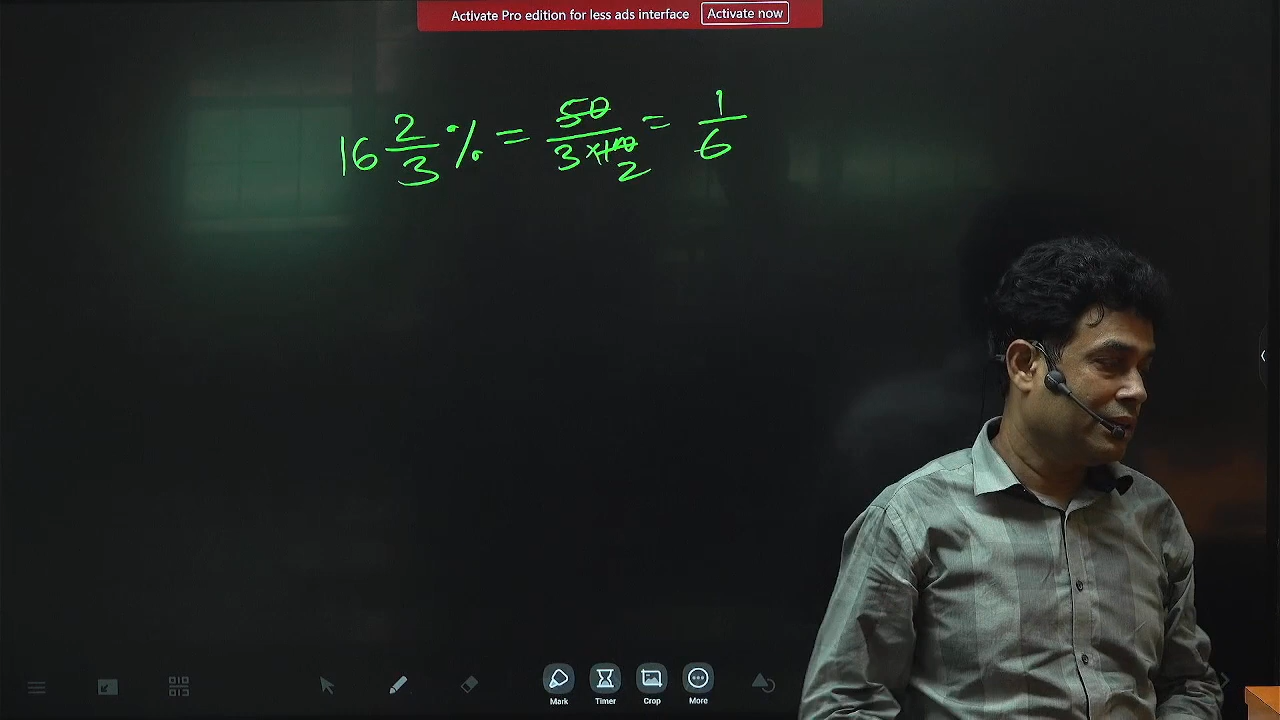 Activate Pro edition for less ads interface Activate now
16 2/3 % = 50/3×100 2 = 1/6
Mark Timer Crop More